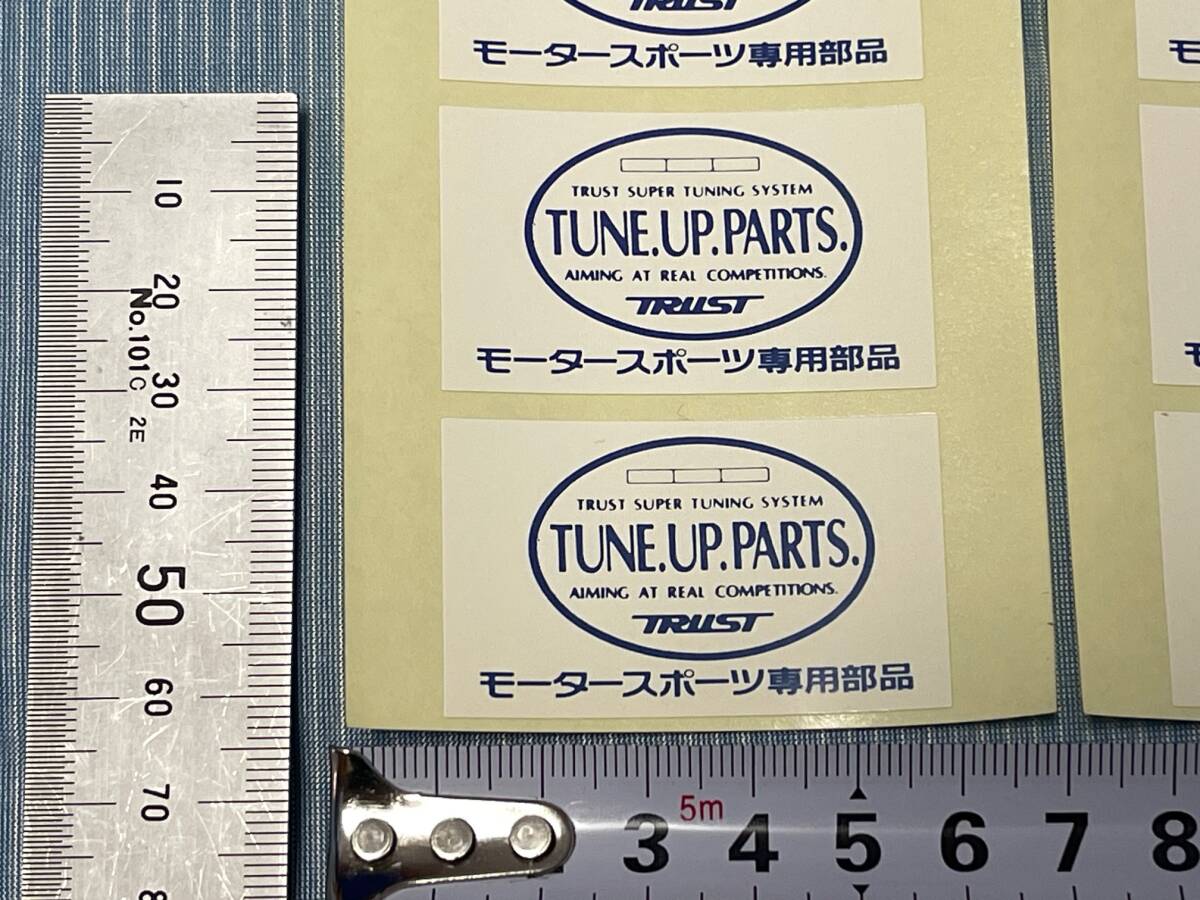 TRUST
モータースポーツ専用部品
TRUST SUPER TUNING SYSTEM
TUNE.UP.PARTS.
AIMING AT REAL COMPETITIONS.
TRUST
モータースポーツ専用部品
TRUST SUPER TUNING SYSTEM
TUNE.UP.PARTS.
AIMING AT REAL COMPETITIONS.
TRUST
モータースポーツ専用部品
モ
モ
10
20
No.101C 2E
30
40
50
60
70
8
5m
3 4 5 6 7 8